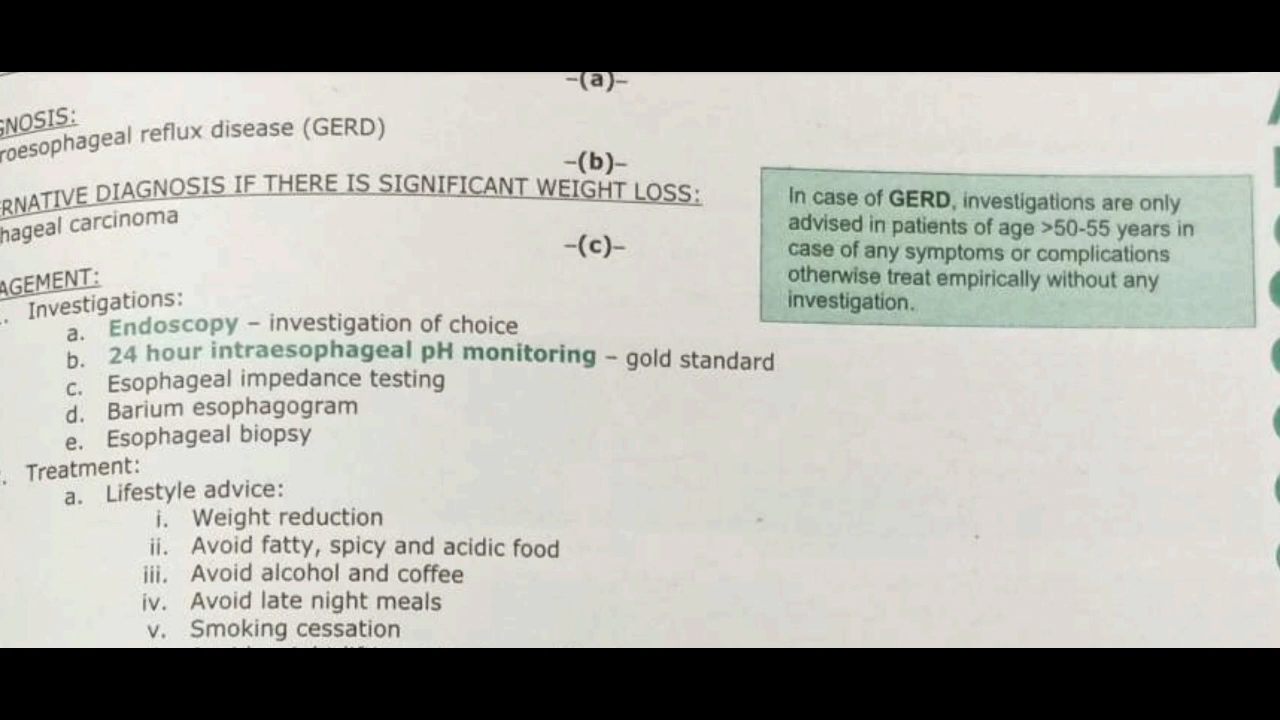 –(a)–
GNOSIS:
roesophageal reflux disease (GERD)
–(b)–
RNATIVE DIAGNOSIS IF THERE IS SIGNIFICANT WEIGHT LOSS:
hageal carcinoma
–(c)–
AGEMENT:
. Investigations:
a. Endoscopy – investigation of choice
b. 24 hour intraesophageal pH monitoring – gold standard
c. Esophageal impedance testing
d. Barium esophagogram
e. Esophageal biopsy
. Treatment:
a. Lifestyle advice:
i. Weight reduction
ii. Avoid fatty, spicy and acidic food
iii. Avoid alcohol and coffee
iv. Avoid late night meals
v. Smoking cessation
In case of GERD, investigations are only
advised in patients of age >50-55 years in
case of any symptoms or complications
otherwise treat empirically without any
investigation.